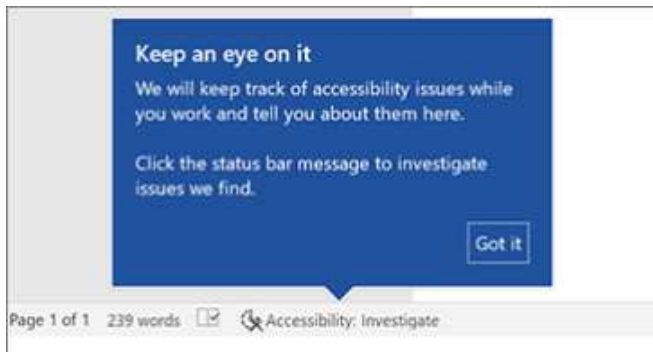 Keep an eye on it
We will keep track of accessibility issues while
you work and tell you about them here.
Click the status bar message to investigate
issues we find.
Got it
Page 1 of 1 239 words Accessibility: Investigate